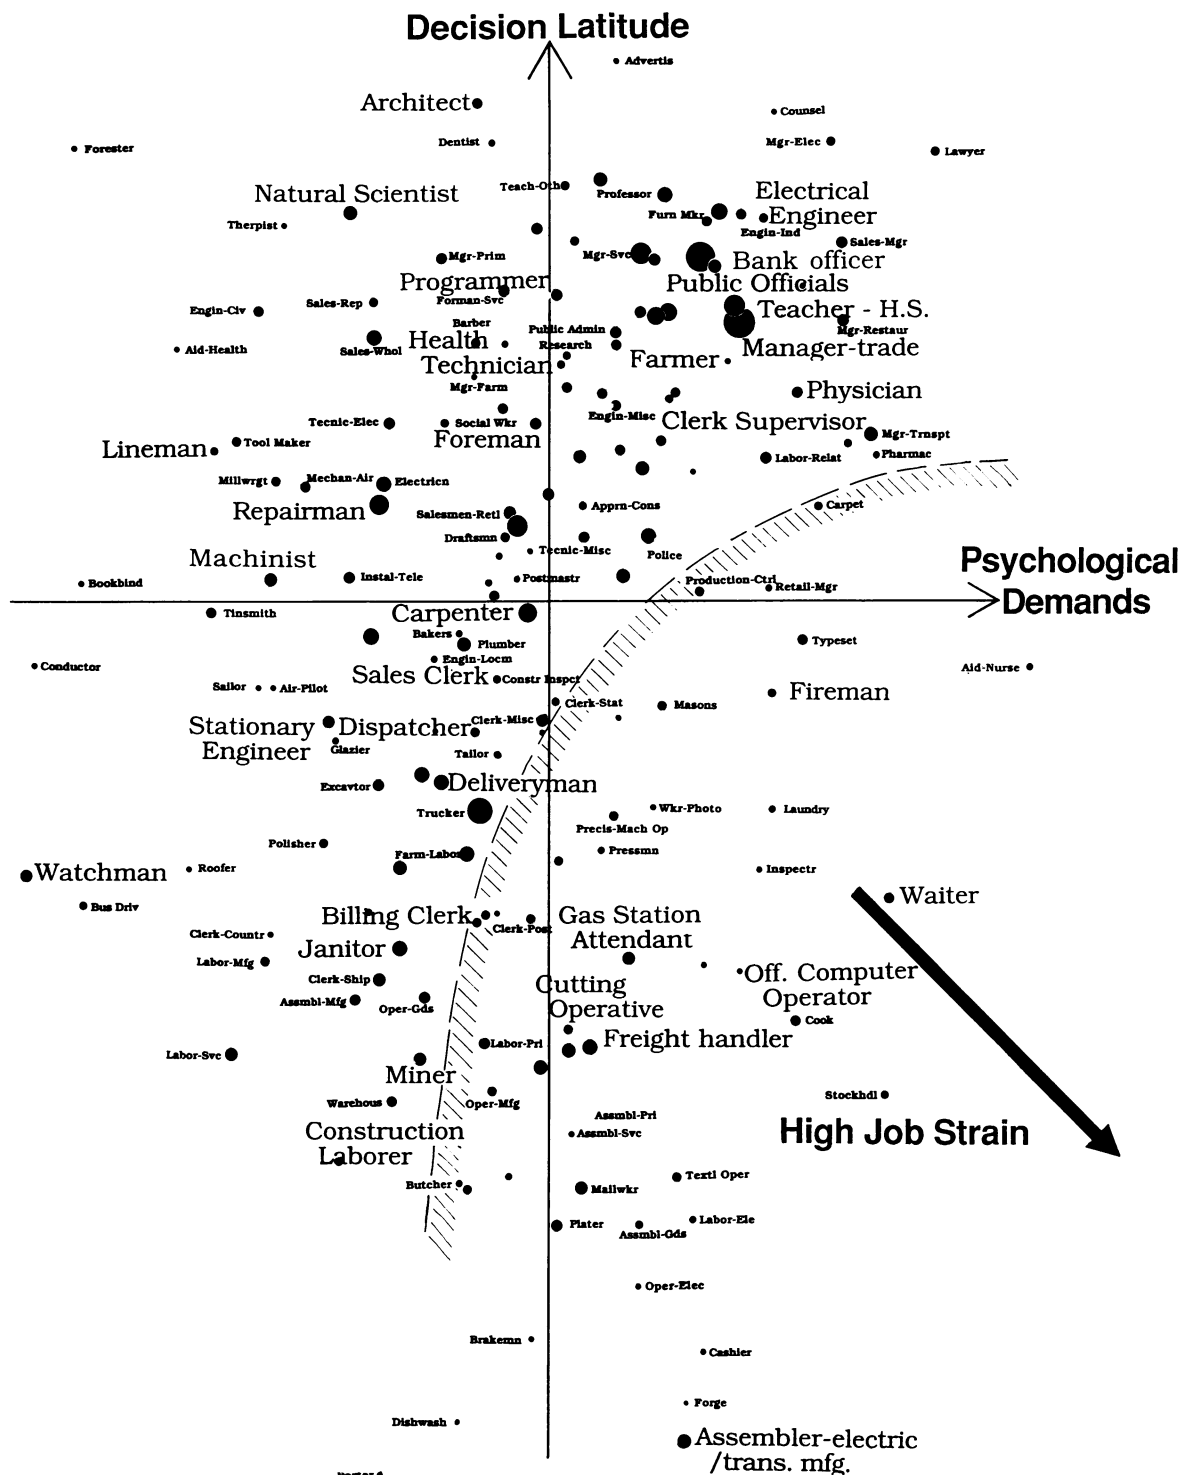 Decision Latitude
Advertis
Architect
Counsel
Dentist
Mgr-Elec
Forester
Lawyer
Teach-Oth
Professor
Electrical
Natural Scientist
Furn Mkr
Engineer
Therpist
Engin-Ind
Sales-Mgr
Mgr-Prim
Mgr-Svc
Bank officer
Programmer
Public Officials
Forman-Svc
Sales-Rep
Engin-Civ
Teacher - H.S.
Barber
Public Admin
Mgr-Restaur
Health
Research
Aid-Health
Sales-Whol
Manager-trade
Technician
Farmer
Mgr-Farm
Physician
Engin-Misc
Tecnic-Elec
Social Wkr
Clerk Supervisor
Foreman
Mgr-Trnspt
Lineman
Tool Maker
Labor-Relat
Pharmac
Millwrgt
Mechan-Air
Electricn
Repairman
Salesmen-Retl
Apprn-Cons
Carpet
Draftsmn
Tecnic-Misc
Police
Machinist
Psychological
Demands
Bookbind
Instal-Tele
Postmastr
Production-Ctrl
Retail-Mgr
Tinsmith
Carpenter
Bakers
Plumber
Typeset
Conductor
Engin-Locm
Aid-Nurse
Sales Clerk
Constr Inspct
Sailor
Air-Pilot
Fireman
Clerk-Stat
Masons
Stationary
Engineer
Dispatcher
Clerk-Misc
Glazier
Tailor
Excavtor
Deliveryman
Trucker
Wkr-Photo
Laundry
Precis-Mach Op
Polisher
Farm-Labor
Pressmn
Watchman
Roofer
Inspectr
Waiter
Bus Driv
Billing Clerk
Clerk-Post
Gas Station
Attendant
Clerk-Countr
Janitor
Labor-Mfg
Clerk-Ship
Off. Computer
Operator
Assmbl-Mfg
Oper-Gds
Cutting
Operative
Cook
Labor-Svc
Labor-Pri
Freight handler
Miner
Warehous
Oper-Mfg
Stockhdl
Assmbl-Pri
Construction
Laborer
Assmbl-Svc
High Job Strain
Butcher
Mailwkr
Textl Oper
Plater
Assmbl-Gds
Labor-Ele
Oper-Elec
Brakemn
Cashier
Forge
Dishwash
Assembler-electric
/trans. mfg.